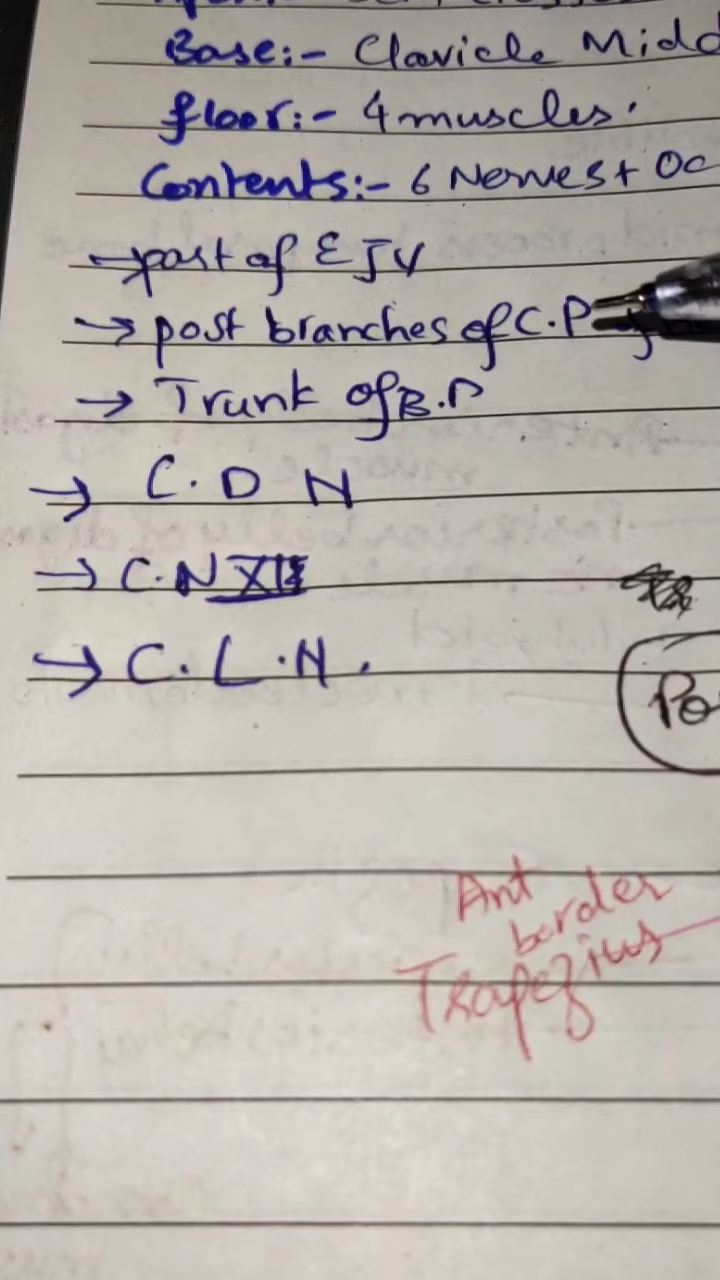 Base:- Clavicle Midd
floor:- 4 muscles.
Contents:- 6 Nerves + Oc
→ part of EJV
→ post branches of C.P
→ Trunk of B.P
→ C. D N
→ C.N XI
→ C. L. N.
Po
Ant
border
Trapezius